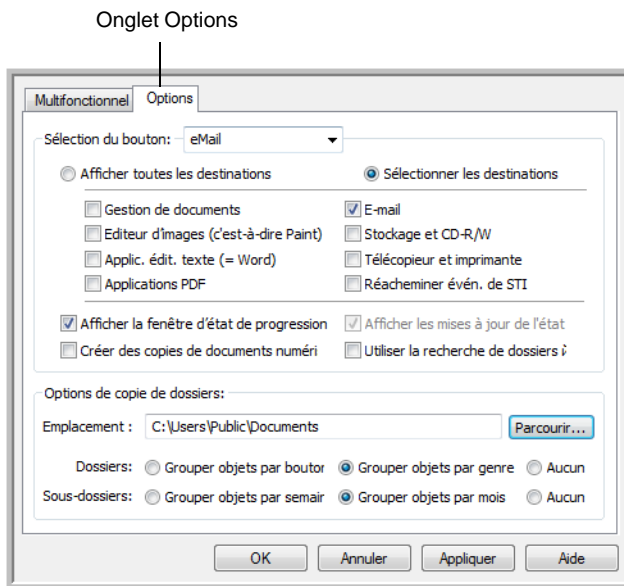 Onglet Options
Multifonctionnel Options
Sélection du bouton: eMail
Afficher toutes les destinations Sélectionner les destinations
Gestion de documents E-mail
Editeur d'images (c'est-à-dire Paint) Stockage et CD-R/W
Applic. édit. texte (= Word) Télécopieur et imprimante
Applications PDF Réacheminer évén. de STI
Afficher la fenêtre d'état de progression Afficher les mises à jour de l'état
Créer des copies de documents numéri Utiliser la recherche de dossiers
Options de copie de dossiers:
Emplacement : C:\Users\Public\Documents Parcourir...
Dossiers: Grouper objets par boutor Grouper objets par genre Aucun
Sous-dossiers: Grouper objets par semair Grouper objets par mois Aucun
OK Annuler Appliquer Aide